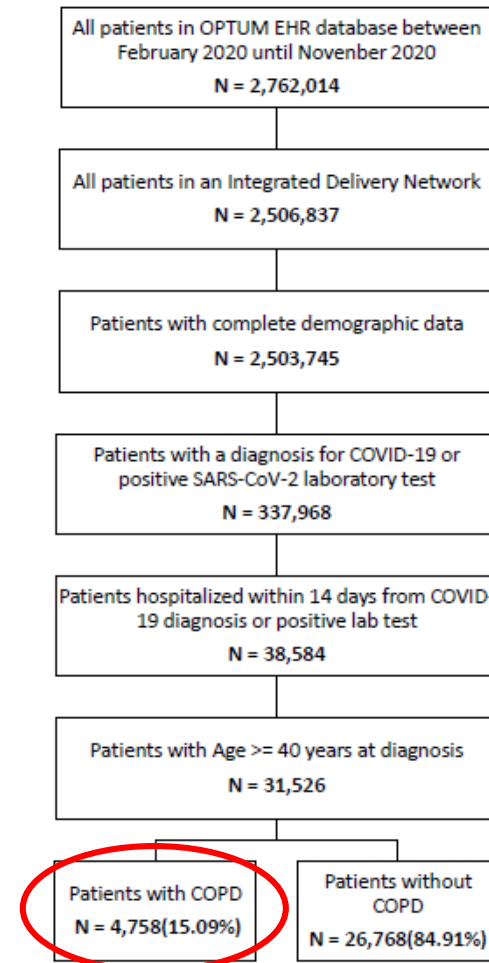 All patients in OPTUM EHR database between
February 2020 until Novenber 2020
N = 2,762,014
All patients in an Integrated Delivery Network
N = 2,506,837
Patients with complete demographic data
N = 2,503,745
Patients with a diagnosis for COVID-19 or
positive SARS-CoV-2 laboratory test
N = 337,968
Patients hospitalized within 14 days from COVID-
19 diagnosis or positive lab test
N = 38,584
Patients with Age >= 40 years at diagnosis
N = 31,526
Patients with COPD
N = 4,758(15.09%)
Patients without
COPD
N = 26,768(84.91%)